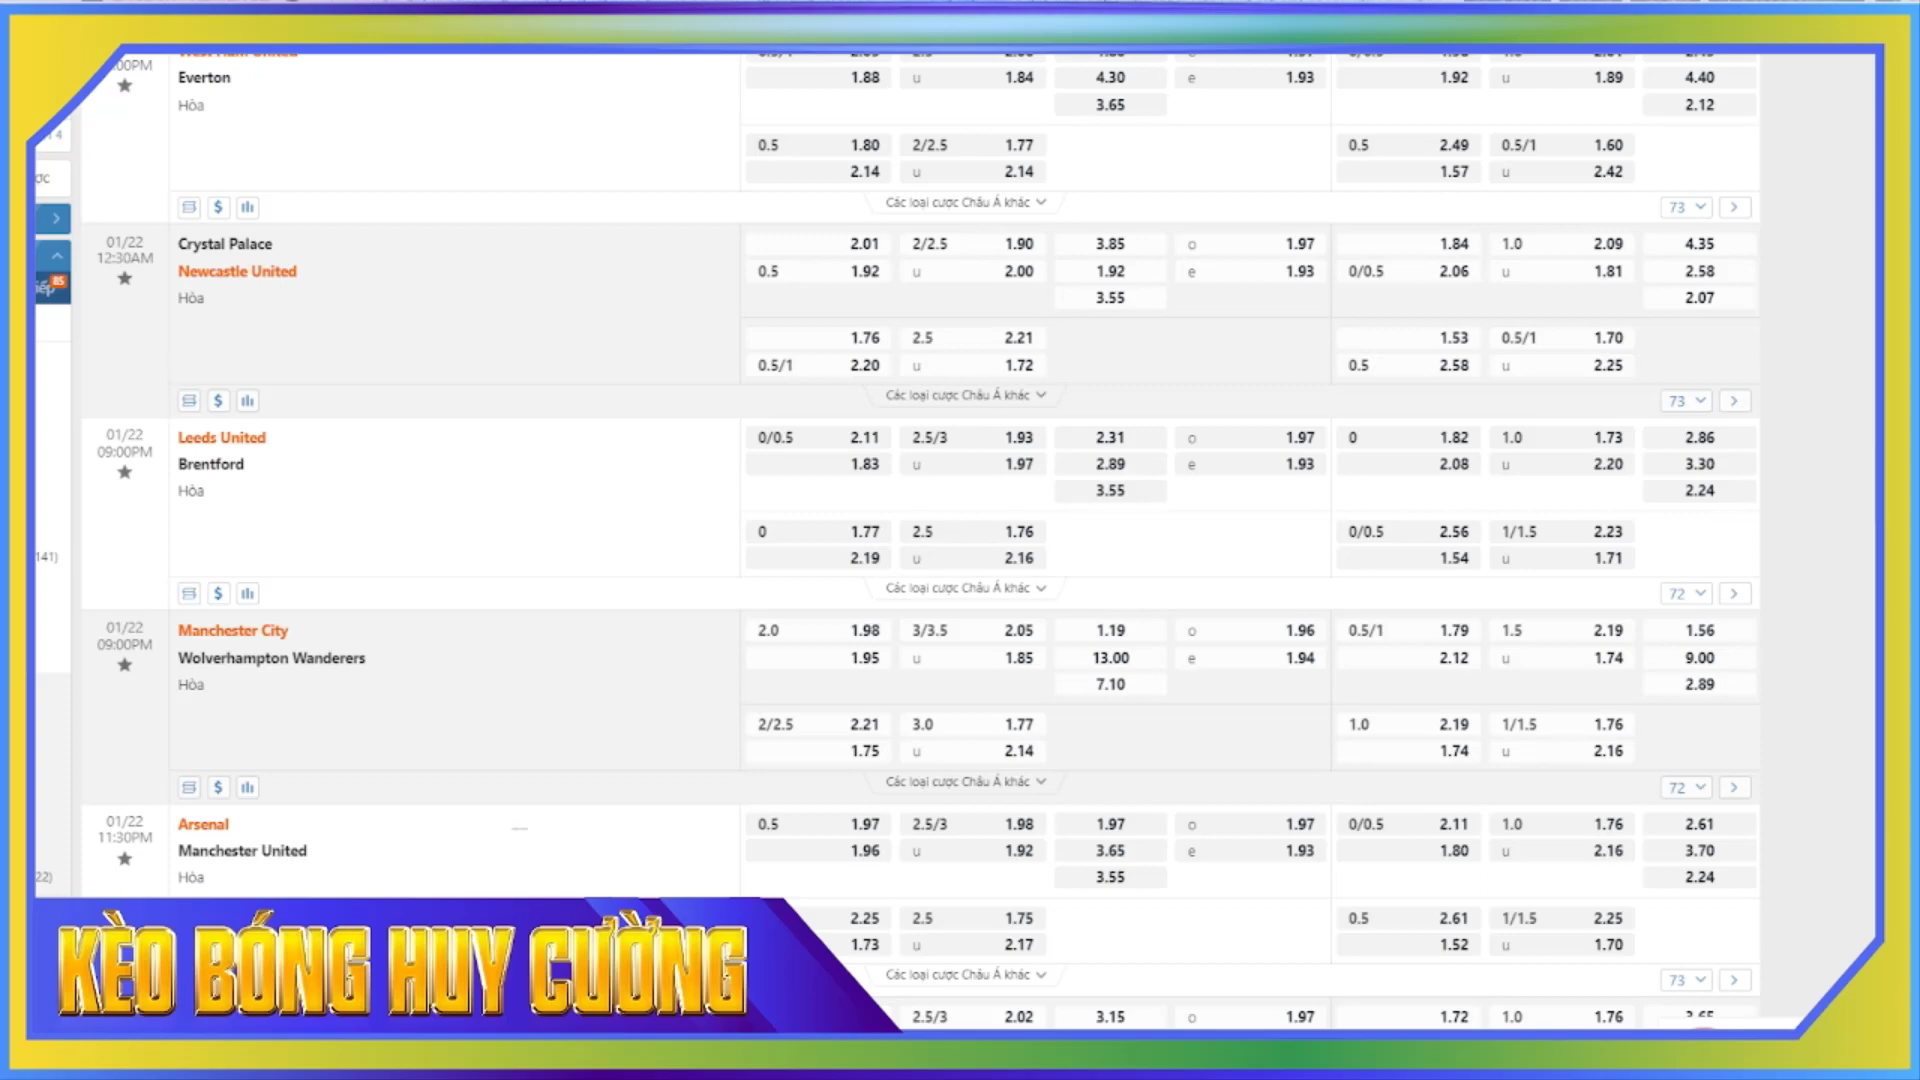 :00PM
Everton 1.88 u 1.84 4.30 e 1.93 1.92 u 1.89 4.40
Hòa 3.65 2.12
0.5 1.80 2/2.5 1.77 0.5 2.49 0.5/1 1.60
2.14 u 2.14 1.57 u 2.42
$ Các loại cược Châu Á khác 73
01/22 Crystal Palace 2.01 2/2.5 1.90 3.85 o 1.97 1.84 1.0 2.09 4.35
12:30AM Newcastle United 0.5 1.92 u 2.00 1.92 e 1.93 0/0.5 2.06 u 1.81 2.58
Hòa 3.55 2.07
1.76 2.5 2.21 1.53 0.5/1 1.70
0.5/1 2.20 u 1.72 0.5 2.58 u 2.25
$ Các loại cược Châu Á khác 73
01/22 Leeds United 0/0.5 2.11 2.5/3 1.93 2.31 o 1.97 0 1.82 1.0 1.73 2.86
09:00PM Brentford 1.83 u 1.97 2.89 e 1.93 2.08 u 2.20 3.30
Hòa 3.55 2.24
0 1.77 2.5 1.76 0/0.5 2.56 1/1.5 2.23
141) 2.19 u 2.16 1.54 u 1.71
$ Các loại cược Châu Á khác 72
01/22 Manchester City 2.0 1.98 3/3.5 2.05 1.19 o 1.96 0.5/1 1.79 1.5 2.19 1.56
09:00PM Wolverhampton Wanderers 1.95 u 1.85 13.00 e 1.94 2.12 u 1.74 9.00
Hòa 7.10 2.89
2/2.5 2.21 3.0 1.77 1.0 2.19 1/1.5 1.76
1.75 u 2.14 1.74 u 2.16
$ Các loại cược Châu Á khác 72
01/22 Arsenal 0.5 1.97 2.5/3 1.98 1.97 o 1.97 0/0.5 2.11 1.0 1.76 2.61
11:30PM Manchester United 1.96 u 1.92 3.65 e 1.93 1.80 u 2.16 3.70
22) Hòa 3.55 2.24
2.25 2.5 1.75 0.5 2.61 1/1.5 2.25
1.73 u 2.17 1.52 u 1.70
Các loại cược Châu Á khác 73
2.5/3 2.02 3.15 o 1.97 1.72 1.0 1.76
KÈO BÓNG HUY CƯỜNG